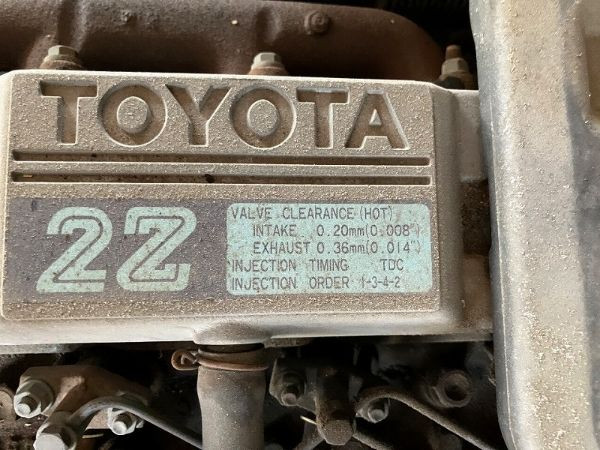 TOYOTA
2Z
VALVE CLEARANCE (HOT)
INTAKE 0.20mm(0.008")
EXHAUST 0.36mm(0.014")
INJECTION TIMING TDC
INJECTION ORDER 1-3-4-2